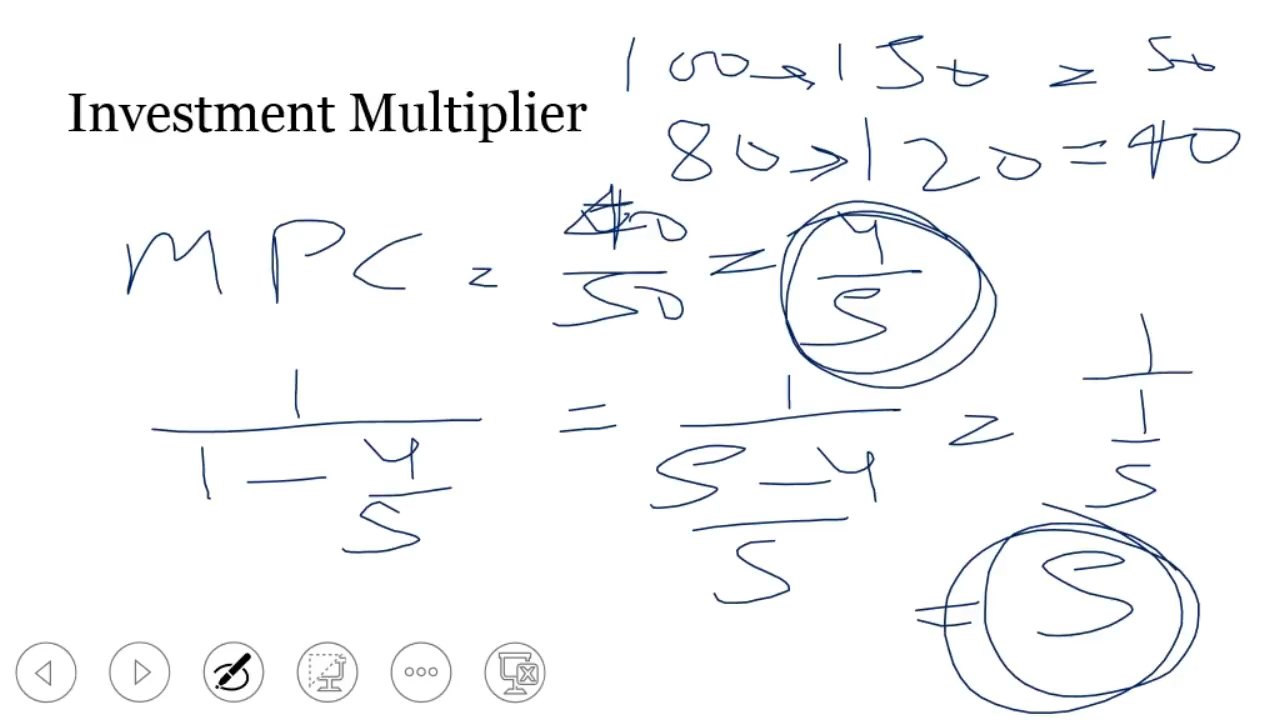 100→150 = 50
Investment Multiplier
80→120=40
MPC = 40/50 = 4/5
1/(1-4/5) = 1/((5-4)/5) = 1/(1/5)
= 5